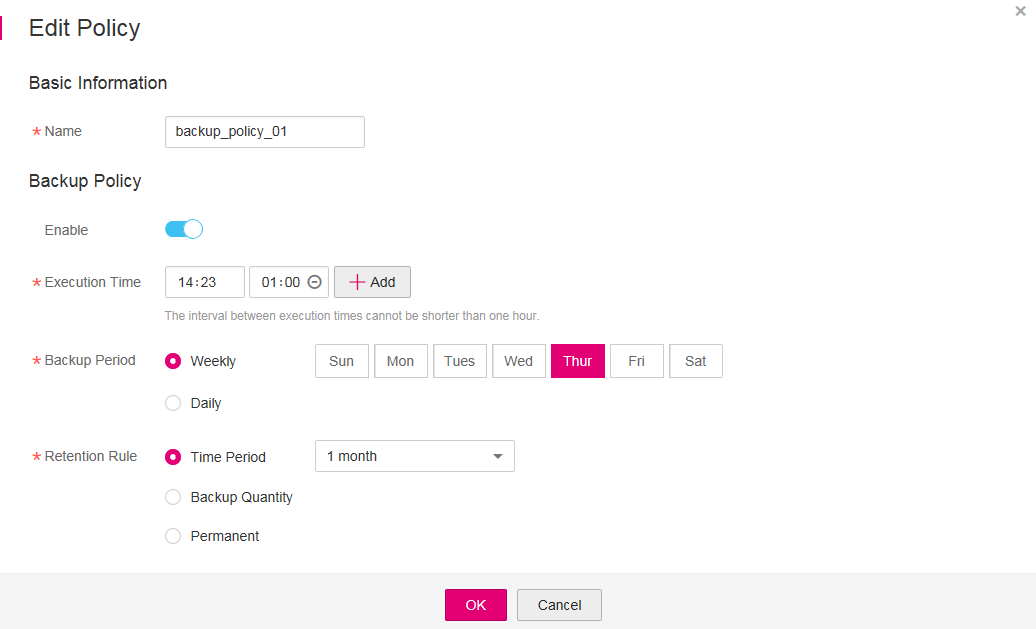 Edit Policy
Basic Information
* Name backup_policy_01
Backup Policy
Enable
* Execution Time 14:23 01:00 Add
The interval between execution times cannot be shorter than one hour.
* Backup Period Weekly Sun Mon Tues Wed Thur Fri Sat
Daily
* Retention Rule Time Period 1 month
Backup Quantity
Permanent
OK Cancel